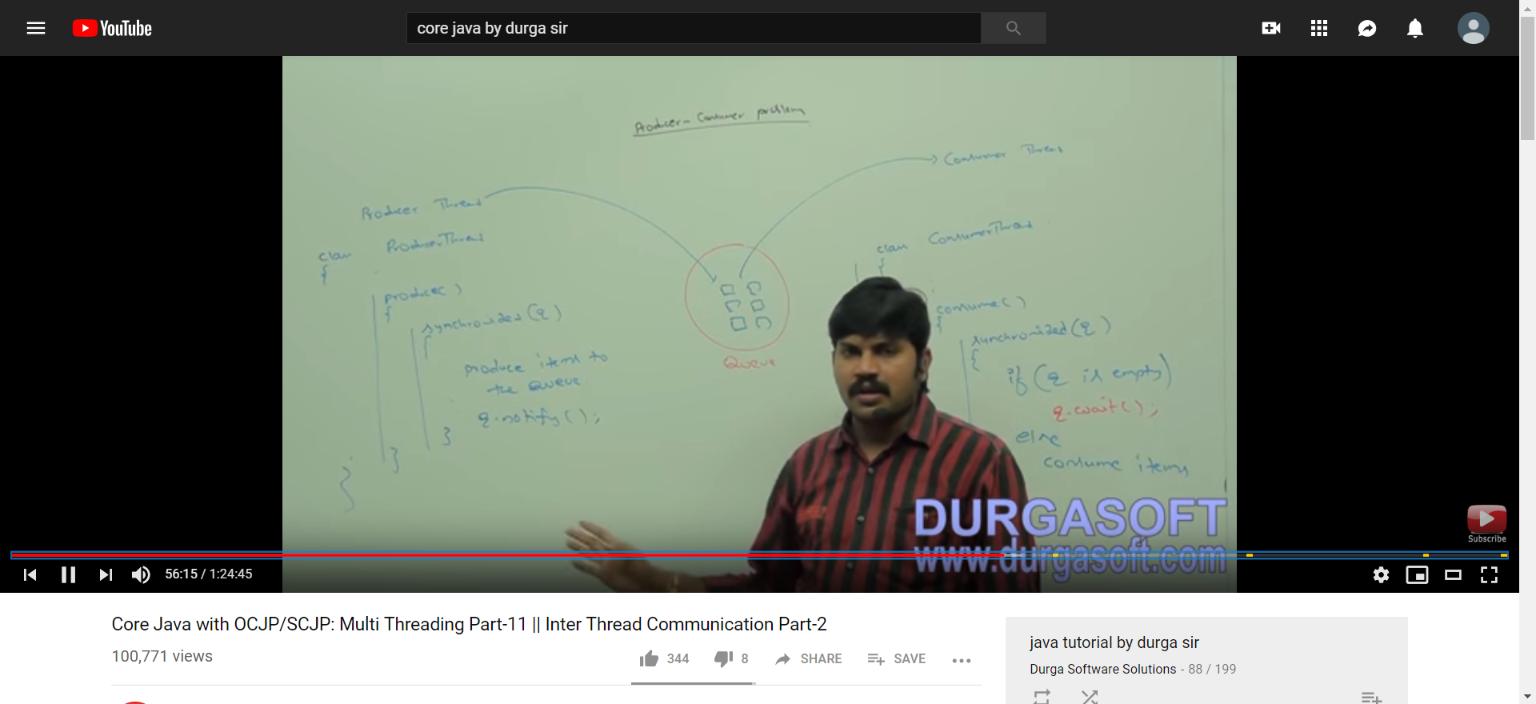 YouTube
core java by durga sir
Producer-Consumer problem
Consumer Thread
Producer Thread
class ProducerThread
{
produce()
{
synchronized(q)
{
produce items to
the queue
q.notify();
}
}
}
Queue
class ConsumerThread
{
consume()
{
synchronized(q)
{
if (q is empty)
q.wait();
else
consume items
DURGASOFT
www.durgasoft.com
Subscribe
56:15 / 1:24:45
Core Java with OCJP/SCJP: Multi Threading Part-11 || Inter Thread Communication Part-2
100,771 views
344
8
SHARE
SAVE
java tutorial by durga sir
Durga Software Solutions - 88 / 199